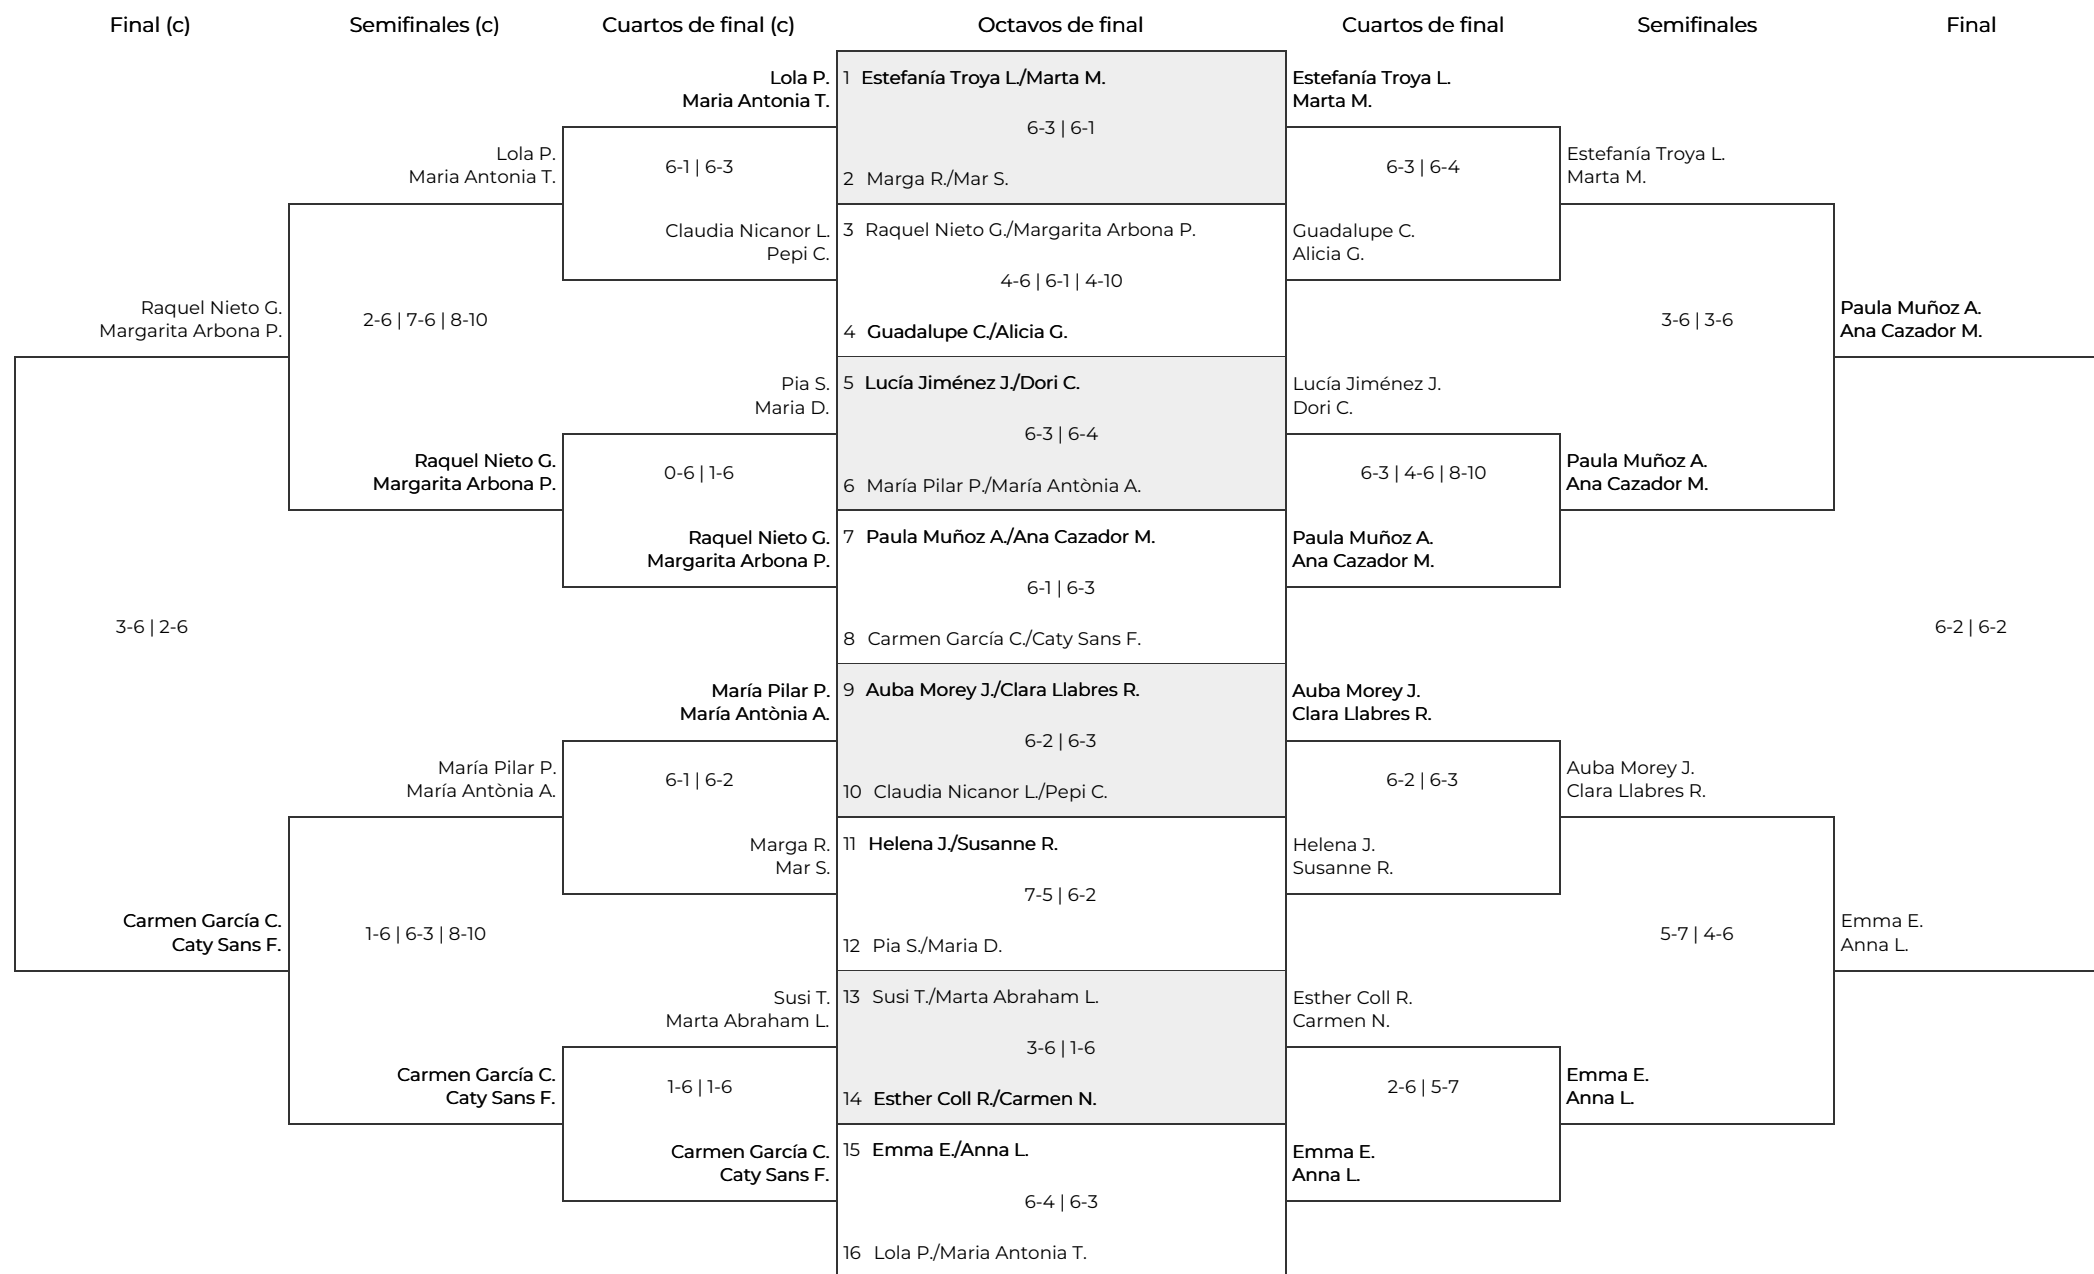 Final (c)
Semifinales (c)
Cuartos de final (c)
Octavos de final
Cuartos de final
Semifinales
Final
Raquel Nieto G.
Margarita Arbona P.
3-6 | 2-6
Carmen García C.
Caty Sans F.
Lola P.
Maria Antonia T.
2-6 | 7-6 | 8-10
Raquel Nieto G.
Margarita Arbona P.
María Pilar P.
María Antònia A.
1-6 | 6-3 | 8-10
Carmen García C.
Caty Sans F.
Lola P.
Maria Antonia T.
6-1 | 6-3
Claudia Nicanor L.
Pepi C.
Pia S.
Maria D.
0-6 | 1-6
Raquel Nieto G.
Margarita Arbona P.
María Pilar P.
María Antònia A.
6-1 | 6-2
Marga R.
Mar S.
Susi T.
Marta Abraham L.
1-6 | 1-6
Carmen García C.
Caty Sans F.
1 Estefanía Troya L./Marta M.
6-3 | 6-1
2 Marga R./Mar S.
3 Raquel Nieto G./Margarita Arbona P.
4-6 | 6-1 | 4-10
4 Guadalupe C./Alicia G.
5 Lucía Jiménez J./Dori C.
6-3 | 6-4
6 María Pilar P./María Antònia A.
7 Paula Muñoz A./Ana Cazador M.
6-1 | 6-3
8 Carmen García C./Caty Sans F.
9 Auba Morey J./Clara Llabres R.
6-2 | 6-3
10 Claudia Nicanor L./Pepi C.
11 Helena J./Susanne R.
7-5 | 6-2
12 Pia S./Maria D.
13 Susi T./Marta Abraham L.
3-6 | 1-6
14 Esther Coll R./Carmen N.
15 Emma E./Anna L.
6-4 | 6-3
16 Lola P./Maria Antonia T.
Estefanía Troya L.
Marta M.
6-3 | 6-4
Guadalupe C.
Alicia G.
Lucía Jiménez J.
Dori C.
6-3 | 4-6 | 8-10
Paula Muñoz A.
Ana Cazador M.
Auba Morey J.
Clara Llabres R.
6-2 | 6-3
Helena J.
Susanne R.
Esther Coll R.
Carmen N.
2-6 | 5-7
Emma E.
Anna L.
Estefanía Troya L.
Marta M.
3-6 | 3-6
Paula Muñoz A.
Ana Cazador M.
Auba Morey J.
Clara Llabres R.
5-7 | 4-6
Emma E.
Anna L.
Paula Muñoz A.
Ana Cazador M.
6-2 | 6-2
Emma E.
Anna L.